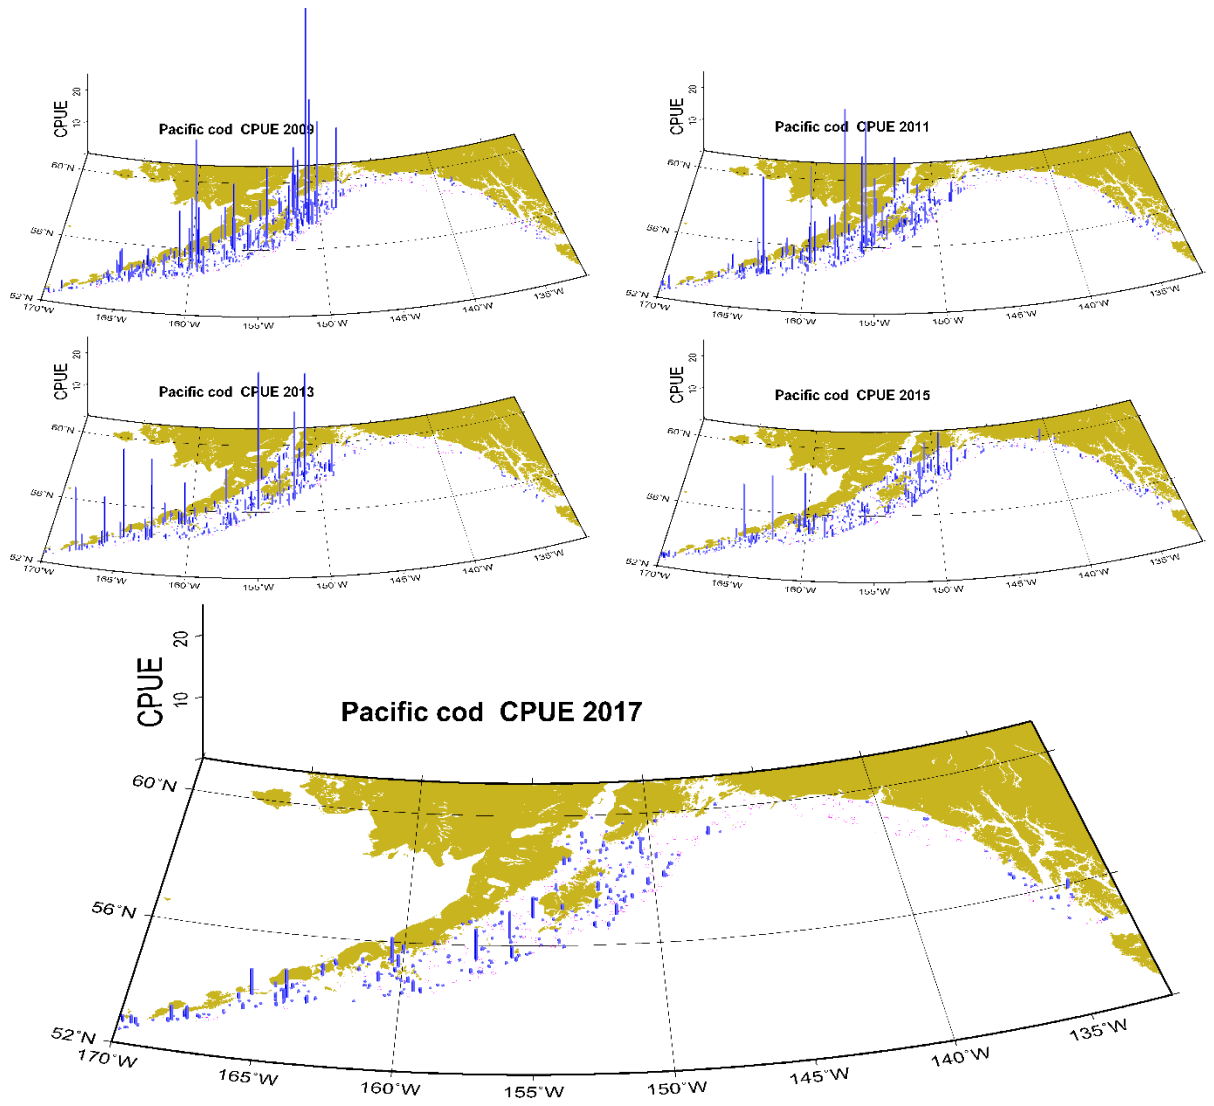 CPUE
20
10
Pacific cod CPUE 2009
60°N
56°N
52°N
170°W
165°W
160°W
155°W
150°W
145°W
140°W
135°W
CPUE
20
10
Pacific cod CPUE 2011
60°N
56°N
52°N
170°W
165°W
160°W
155°W
150°W
145°W
140°W
135°W
CPUE
20
10
Pacific cod CPUE 2013
60°N
56°N
52°N
170°W
165°W
160°W
155°W
150°W
145°W
140°W
135°W
CPUE
20
10
Pacific cod CPUE 2015
60°N
56°N
52°N
170°W
165°W
160°W
155°W
150°W
145°W
140°W
135°W
CPUE
20
10
Pacific cod CPUE 2017
60°N
56°N
52°N
170°W
165°W
160°W
155°W
150°W
145°W
140°W
135°W